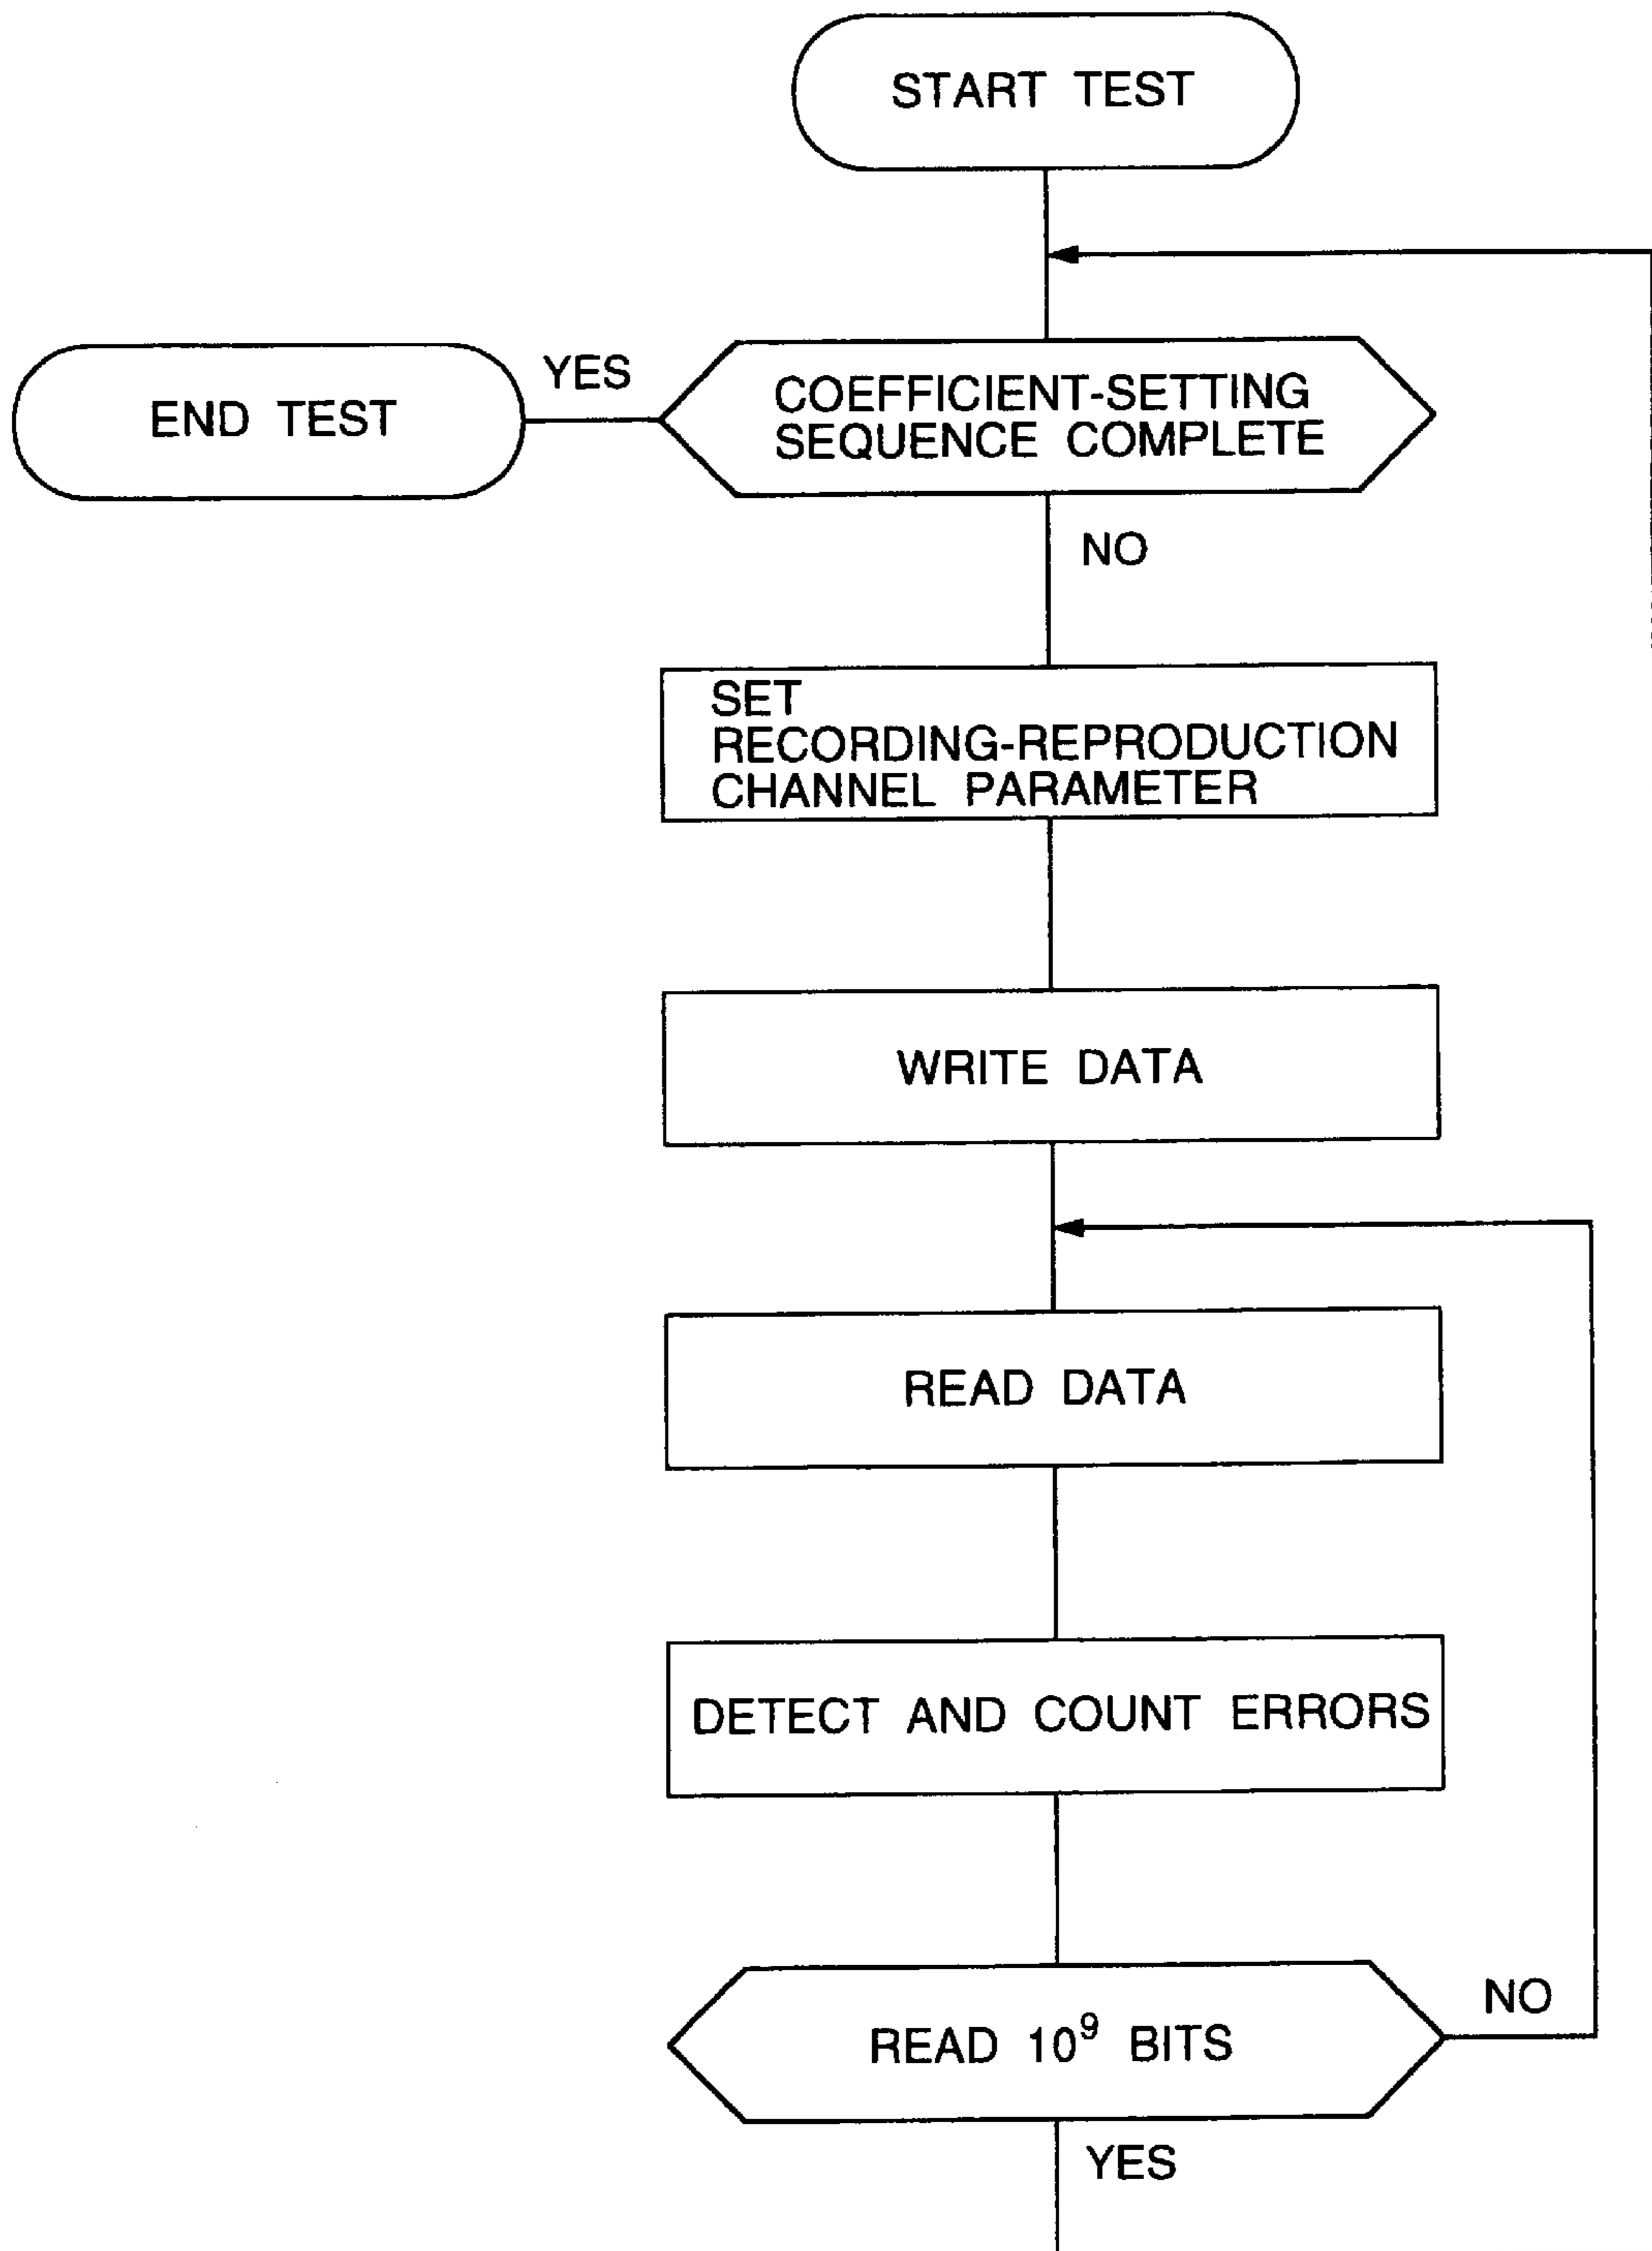 START TEST
YES
END TEST
COEFFICIENT-SETTING
SEQUENCE COMPLETE
NO
SET
RECORDING-REPRODUCTION
CHANNEL PARAMETER
WRITE DATA
READ DATA
DETECT AND COUNT ERRORS
READ 10⁹ BITS
NO
YES